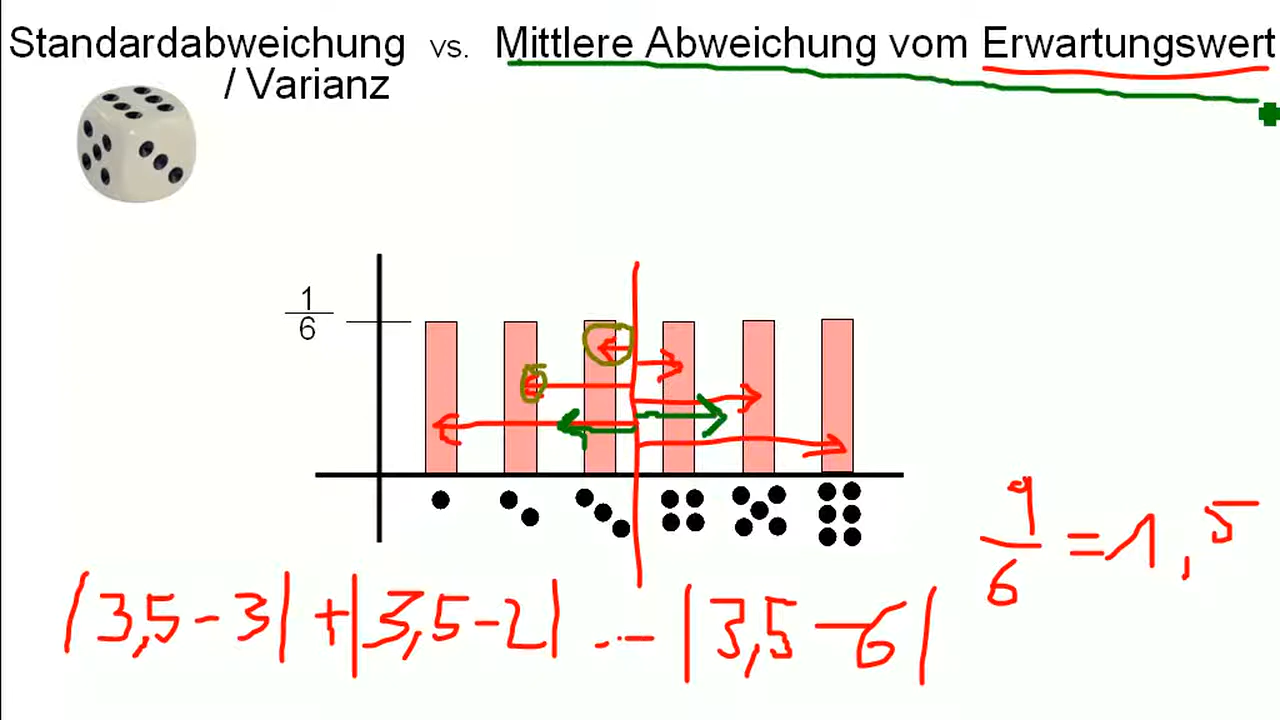 Standardabweichung vs. Mittlere Abweichung vom Erwartungswert
/ Varianz
1
6
9
6
=1,5
|3,5-3|+|3,5-2| ... |3,5-6|